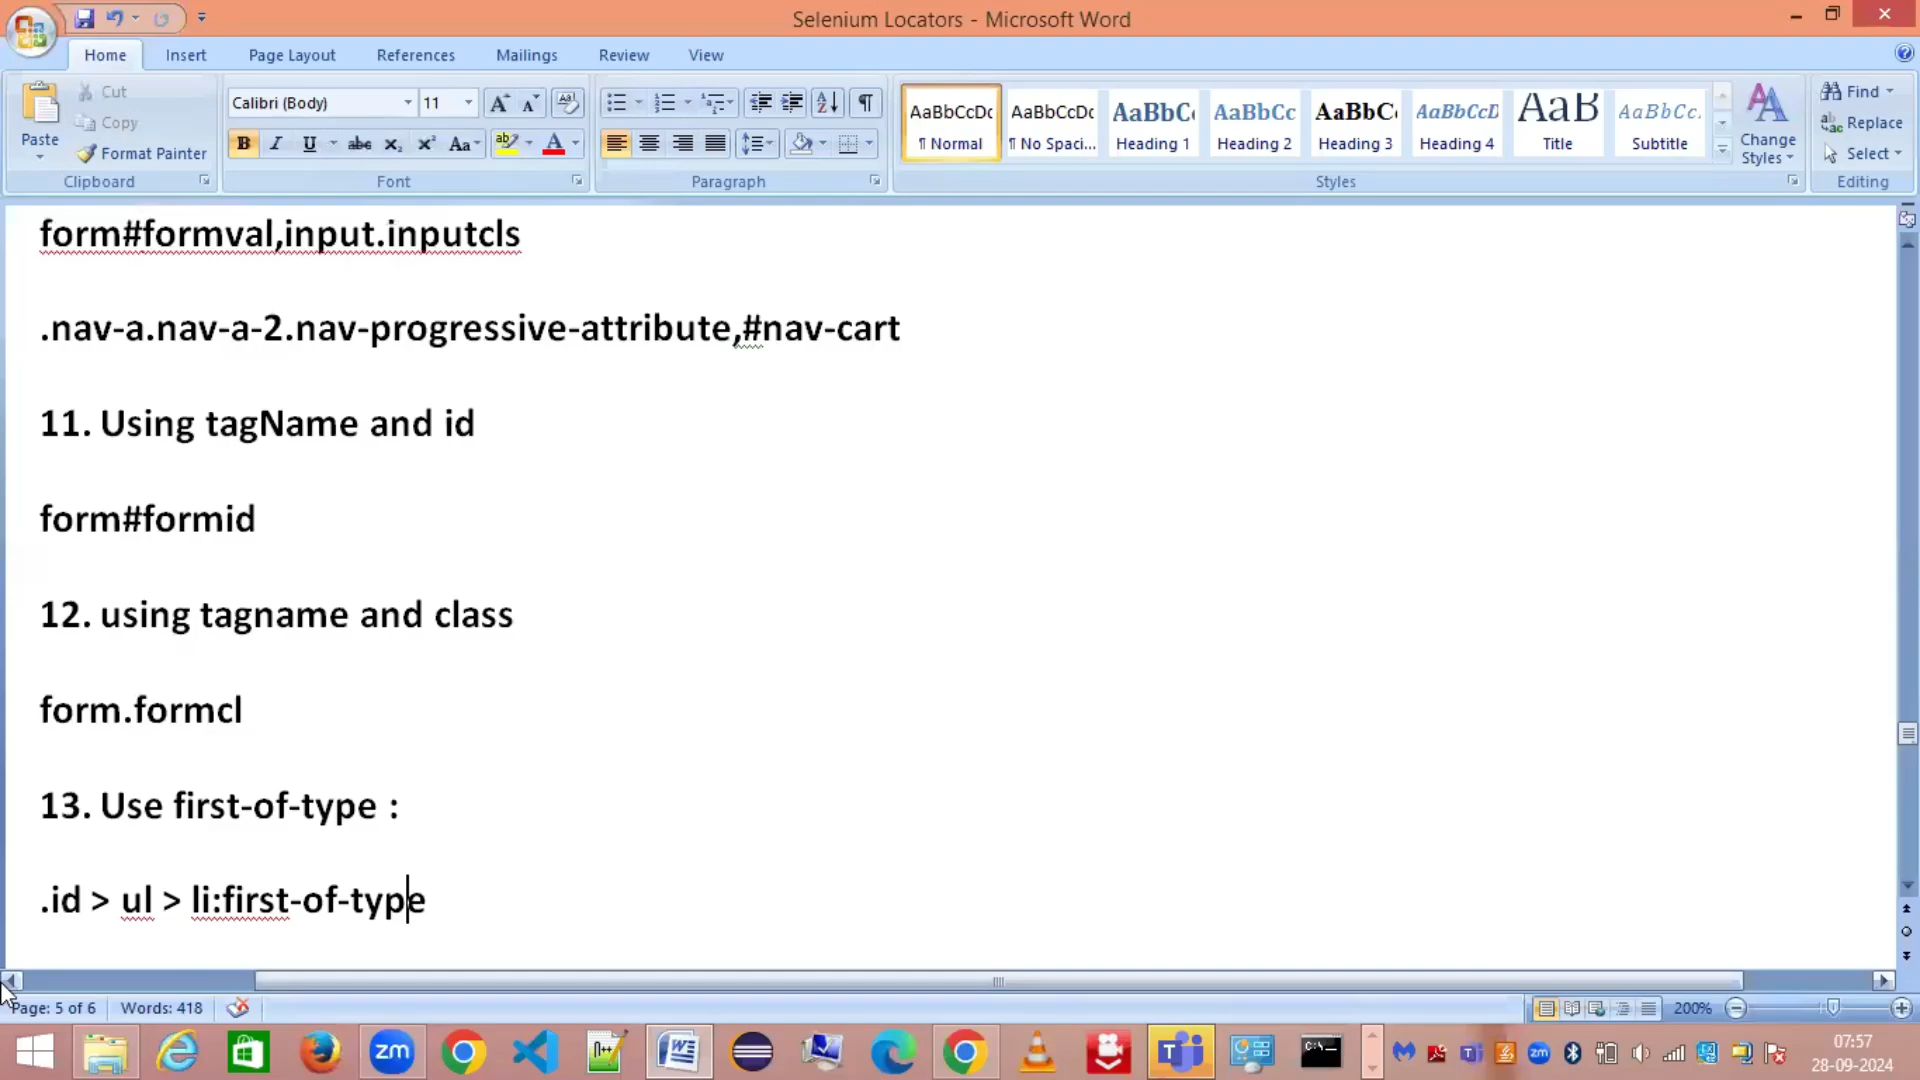 Selenium Locators - Microsoft Word
Home Insert Page Layout References Mailings Review View
Paste
Cut
Copy
Format Painter
Clipboard
Calibri (Body) 11
Font
Paragraph
AaBbCcDc AaBbCcDc AaBbC AaBbCc AaBbC AaBbCcD AaB AaBbCc.
¶ Normal ¶ No Spaci... Heading 1 Heading 2 Heading 3 Heading 4 Title Subtitle
Change Styles
Styles
Find
Replace
Select
Editing
form#formval,input.inputcls
.nav-a.nav-a-2.nav-progressive-attribute,#nav-cart
11. Using tagName and id
form#formid
12. using tagname and class
form.formcl
13. Use first-of-type :
.id > ul > li:first-of-type
Page: 5 of 6 Words: 418 200%
07:57
28-09-2024